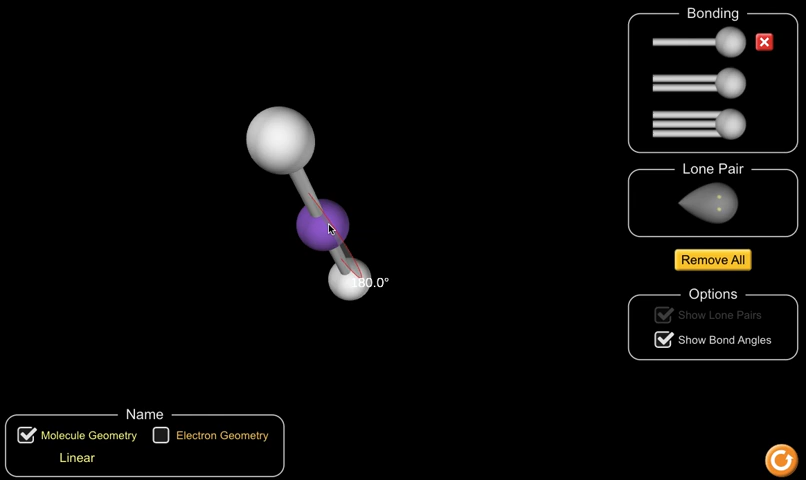 Bonding
Lone Pair
Remove All
Options
Show Lone Pairs
Show Bond Angles
180.0°
Name
Molecule Geometry
Electron Geometry
Linear